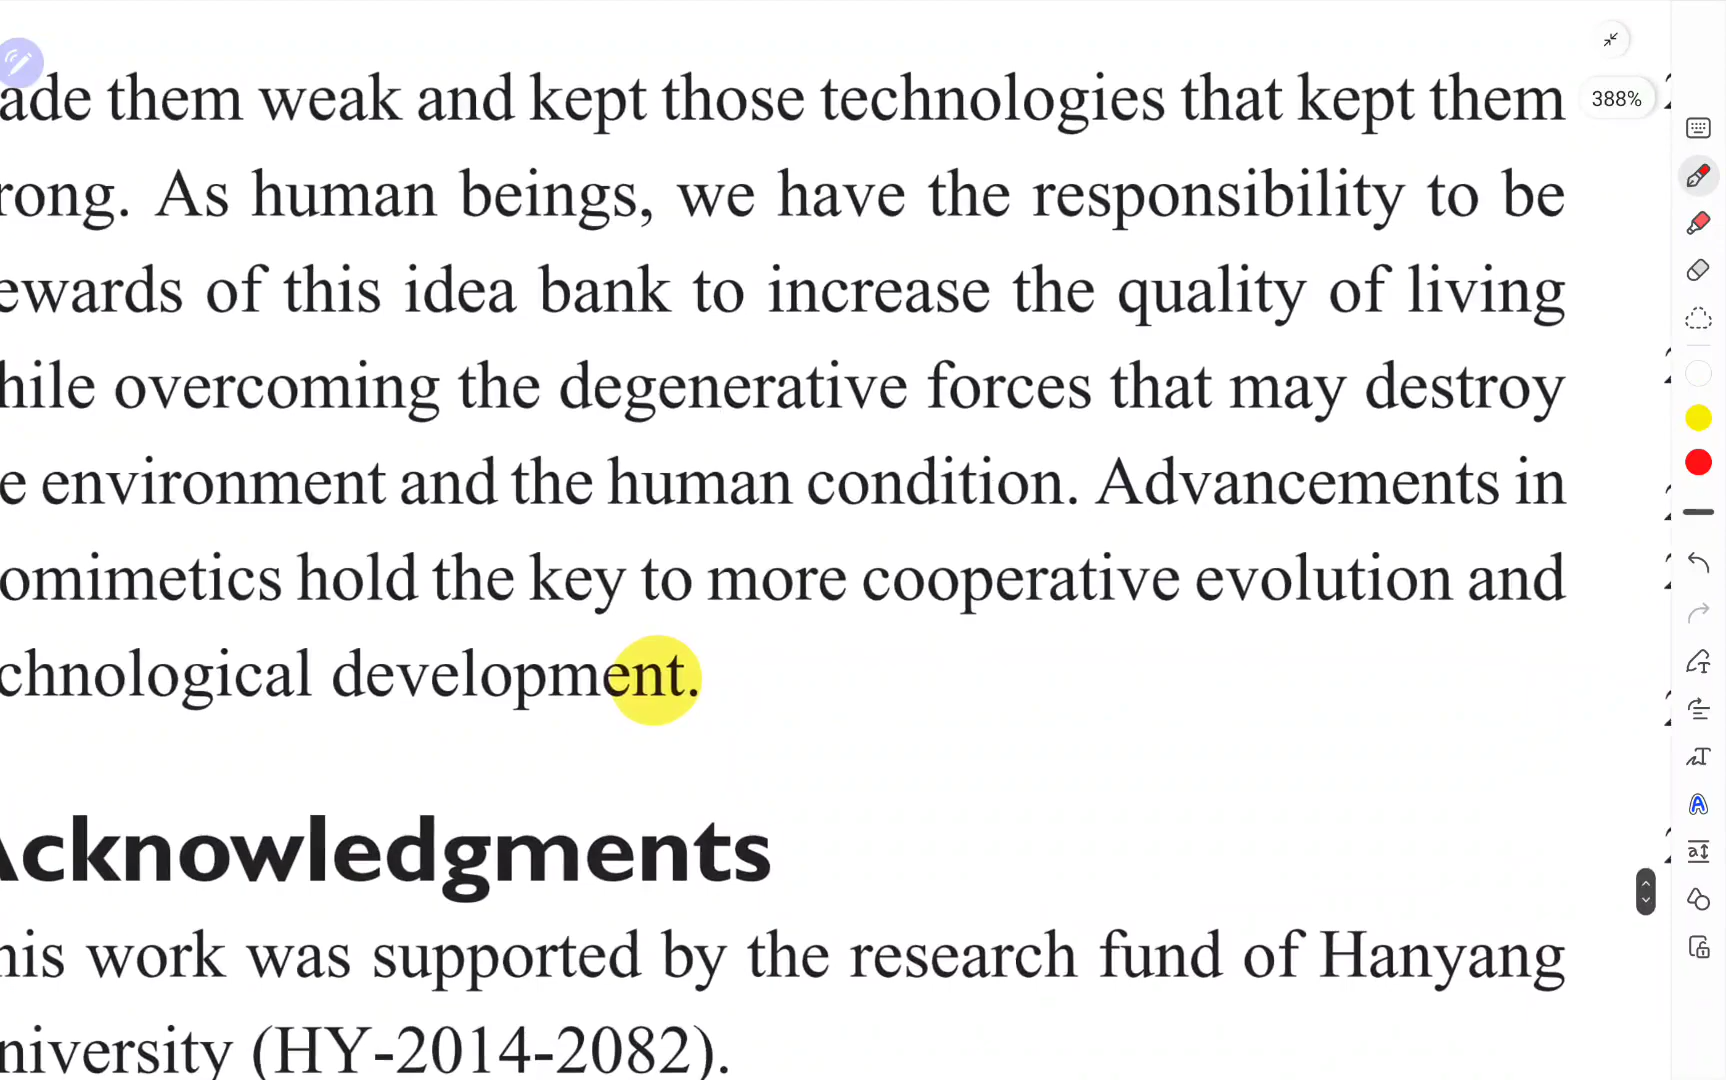 ade them weak and kept those technologies that kept them
rong. As human beings, we have the responsibility to be
ewards of this idea bank to increase the quality of living
hile overcoming the degenerative forces that may destroy
e environment and the human condition. Advancements in
omimetics hold the key to more cooperative evolution and
chnological development.
Acknowledgments
his work was supported by the research fund of Hanyang
niversity (HY-2014-2082).
388%